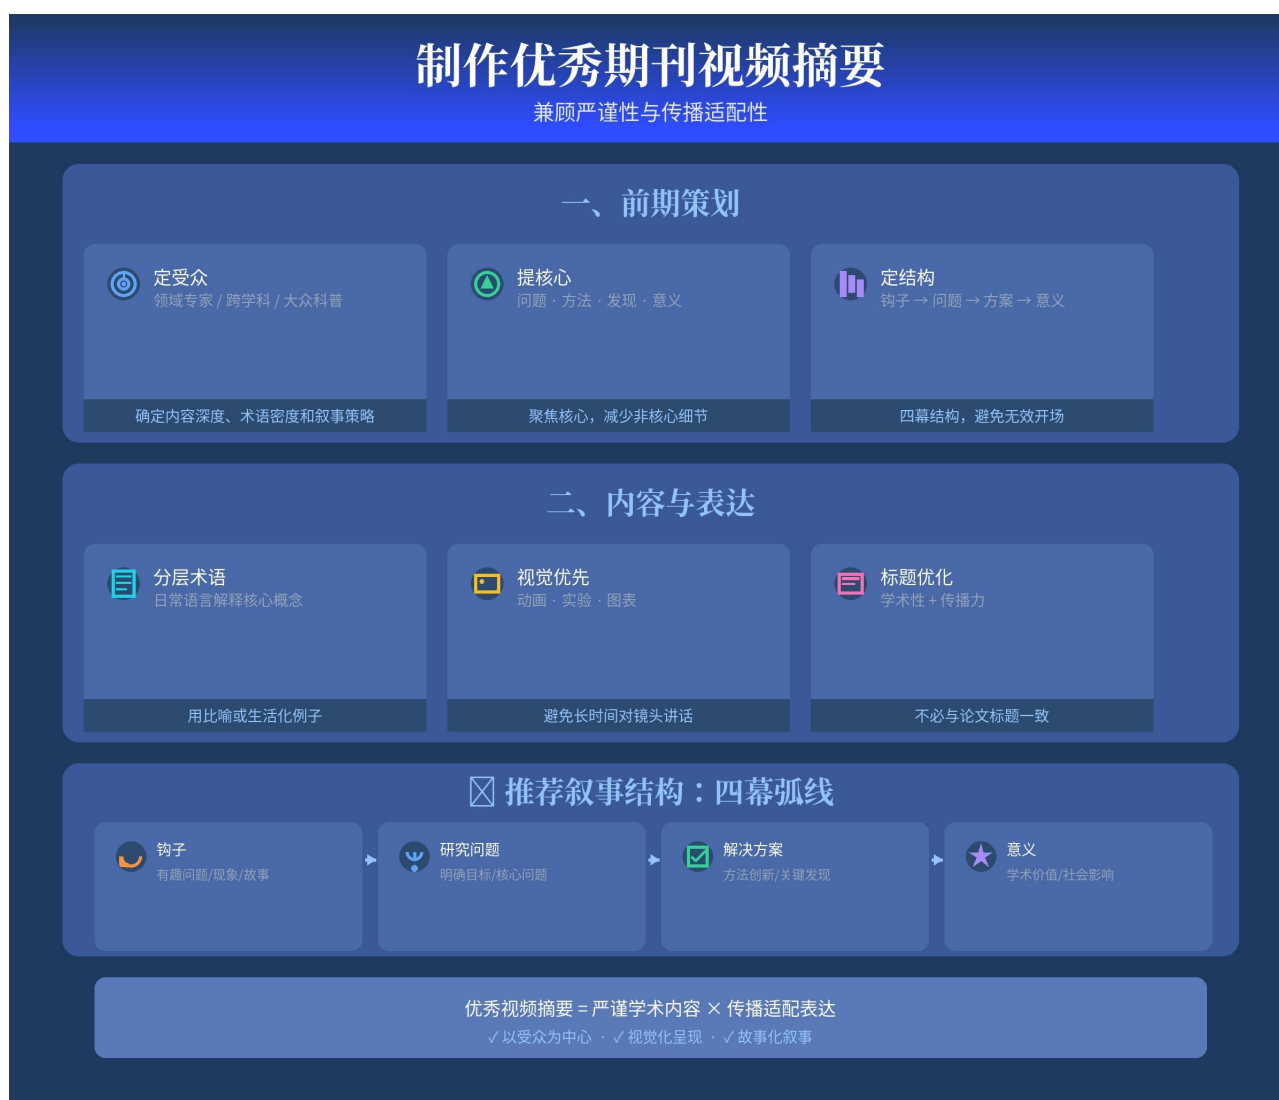 制作优秀期刊视频摘要
兼顾严谨性与传播适配性
一、前期策划
定受众
领域专家 / 跨学科 / 大众科普
确定内容深度、术语密度和叙事策略
提核心
问题 · 方法 · 发现 · 意义
聚焦核心，减少非核心细节
定结构
钩子 → 问题 → 方案 → 意义
四幕结构，避免无效开场
二、内容与表达
分层术语
日常语言解释核心概念
用比喻或生活化例子
视觉优先
动画 · 实验 · 图表
避免长时间对镜头讲话
标题优化
学术性 + 传播力
不必与论文标题一致
推荐叙事结构：四幕弧线
钩子
有趣问题/现象/故事
研究问题
明确目标/核心问题
解决方案
方法创新/关键发现
意义
学术价值/社会影响
优秀视频摘要 = 严谨学术内容 × 传播适配表达
✓ 以受众为中心 · ✓ 视觉化呈现 · ✓ 故事化叙事